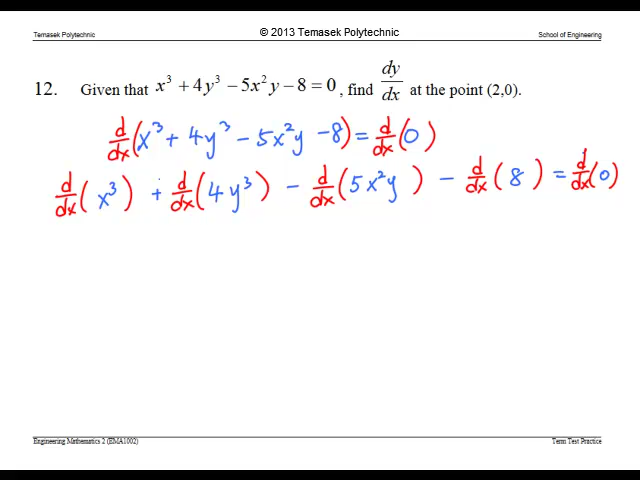 Temasek Polytechnic © 2013 Temasek Polytechnic School of Engineering
12. Given that x³ + 4y³ − 5x²y − 8 = 0, find dy/dx at the point (2,0).
d/dx(x³ + 4y³ − 5x²y − 8) = d/dx(0)
d/dx(x³) + d/dx(4y³) − d/dx(5x²y) − d/dx(8) = d/dx(0)
Engineering Mathematics 2 (EMA1002) Term Test Practice